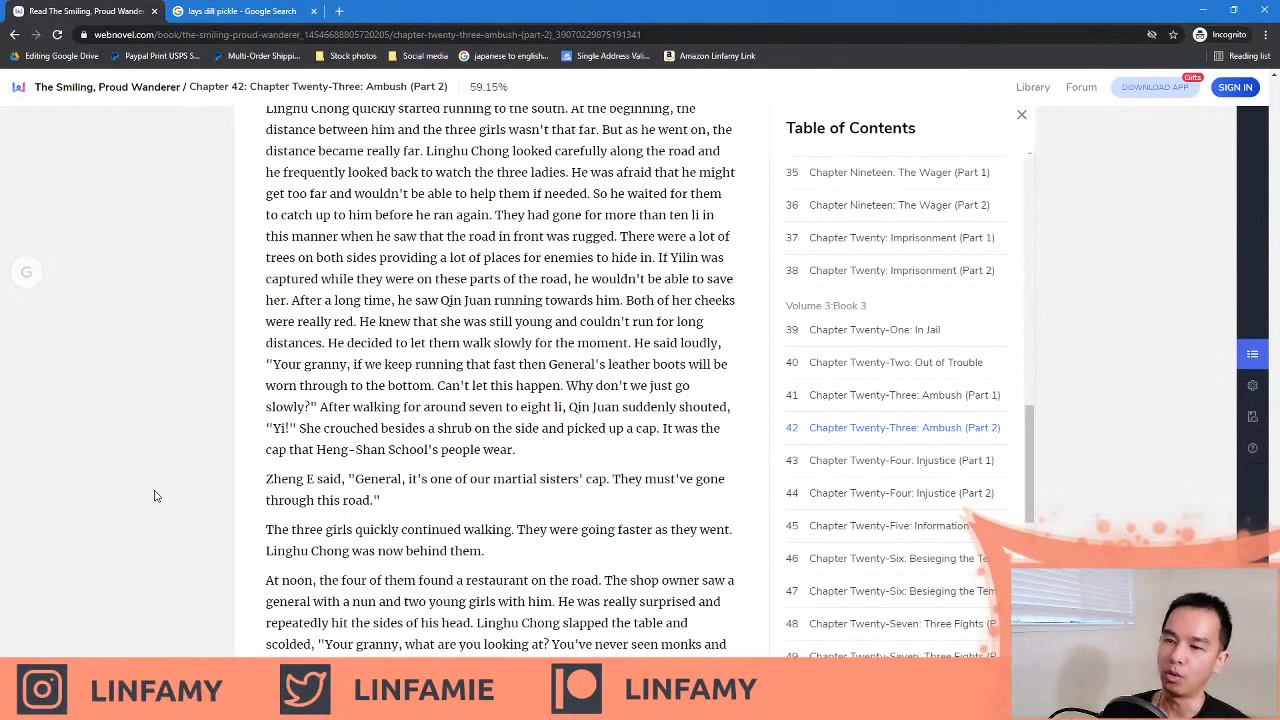 Read The Smiling, Proud Wander
lays dill pickle - Google Search
webnovel.com/book/the-smiling-proud-wanderer_14546688805720205/chapter-twenty-three-ambush-(part-2)_39070229875191341
Incognito
Editing Google Drive
Paypal Print USPS S...
Multi-Order Shippi...
Stock photos
Social media
japanese to english...
Single Address Vali...
Amazon Linfamy Link
Reading list
The Smiling, Proud Wanderer / Chapter 42: Chapter Twenty-Three: Ambush (Part 2) 59.15%
Library
Forum
DOWNLOAD APP
Gifts
SIGN IN
Linghu Chong quickly started running to the south. At the beginning, the
distance between him and the three girls wasn't that far. But as he went on, the
distance became really far. Linghu Chong looked carefully along the road and
he frequently looked back to watch the three ladies. He was afraid that he might
get too far and wouldn't be able to help them if needed. So he waited for them
to catch up to him before he ran again. They had gone for more than ten li in
this manner when he saw that the road in front was rugged. There were a lot of
trees on both sides providing a lot of places for enemies to hide in. If Yilin was
captured while they were on these parts of the road, he wouldn't be able to save
her. After a long time, he saw Qin Juan running towards him. Both of her cheeks
were really red. He knew that she was still young and couldn't run for long
distances. He decided to let them walk slowly for the moment. He said loudly,
"Your granny, if we keep running that fast then General's leather boots will be
worn through to the bottom. Can't let this happen. Why don't we just go
slowly?" After walking for around seven to eight li, Qin Juan suddenly shouted,
"Yi!" She crouched besides a shrub on the side and picked up a cap. It was the
cap that Heng-Shan School's people wear.
Zheng E said, "General, it's one of our martial sisters' cap. They must've gone
through this road."
The three girls quickly continued walking. They were going faster as they went.
Linghu Chong was now behind them.
At noon, the four of them found a restaurant on the road. The shop owner saw a
general with a nun and two young girls with him. He was really surprised and
repeatedly hit the sides of his head. Linghu Chong slapped the table and
scolded, "Your granny, what are you looking at? You've never seen monks and
G
Table of Contents
35 Chapter Nineteen: The Wager (Part 1)
36 Chapter Nineteen: The Wager (Part 2)
37 Chapter Twenty: Imprisonment (Part 1)
38 Chapter Twenty: Imprisonment (Part 2)
Volume 3:Book 3
39 Chapter Twenty-One: In Jail
40 Chapter Twenty-Two: Out of Trouble
41 Chapter Twenty-Three: Ambush (Part 1)
42 Chapter Twenty-Three: Ambush (Part 2)
43 Chapter Twenty-Four: Injustice (Part 1)
44 Chapter Twenty-Four: Injustice (Part 2)
45 Chapter Twenty-Five: Information
46 Chapter Twenty-Six: Besieging the Te
47 Chapter Twenty-Six: Besieging the Tem
48 Chapter Twenty-Seven: Three Fights (P
LINFAMY
LINFAMIE
LINFAMY